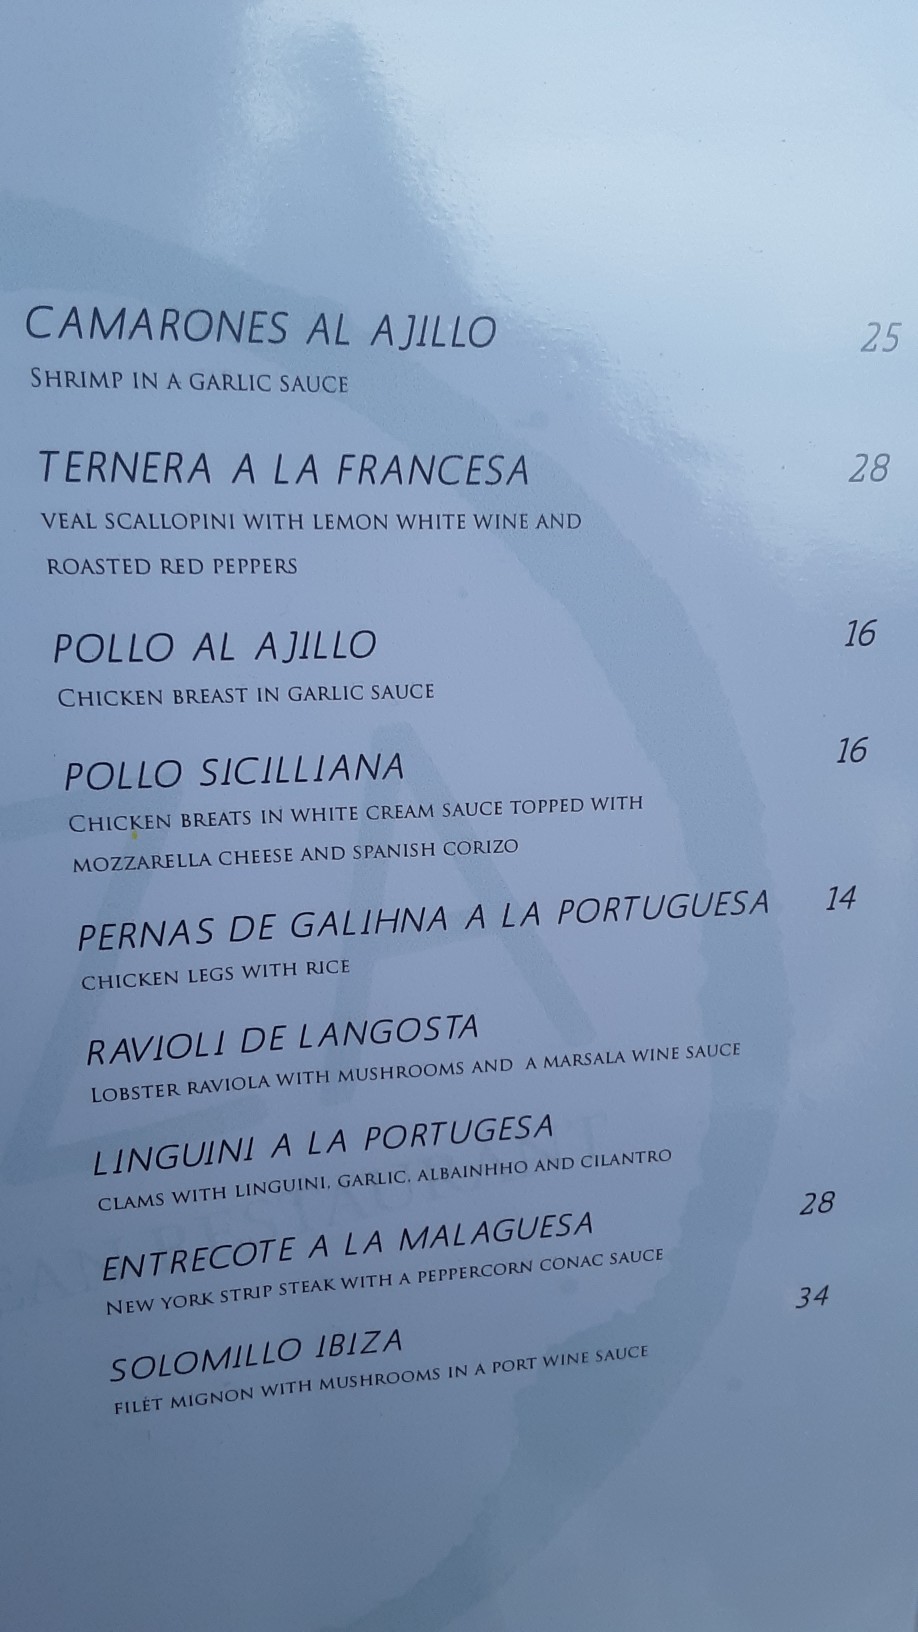 CAMARONES AL AJILLO 25
SHRIMP IN A GARLIC SAUCE
TERNERA A LA FRANCESA 28
VEAL SCALLOPINI WITH LEMON WHITE WINE AND
ROASTED RED PEPPERS
POLLO AL AJILLO 16
CHICKEN BREAST IN GARLIC SAUCE
POLLO SICILLIANA 16
CHICKEN BREATS IN WHITE CREAM SAUCE TOPPED WITH
MOZZARELLA CHEESE AND SPANISH CORIZO
PERNAS DE GALIHNA A LA PORTUGUESA 14
CHICKEN LEGS WITH RICE
RAVIOLI DE LANGOSTA
LOBSTER RAVIOLA WITH MUSHROOMS AND A MARSALA WINE SAUCE
LINGUINI A LA PORTUGESA
CLAMS WITH LINGUINI, GARLIC, ALBAINHHO AND CILANTRO
ENTRECOTE A LA MALAGUESA 28
NEW YORK STRIP STEAK WITH A PEPPERCORN CONAC SAUCE
SOLOMILLO IBIZA 34
FILÈT MIGNON WITH MUSHROOMS IN A PORT WINE SAUCE